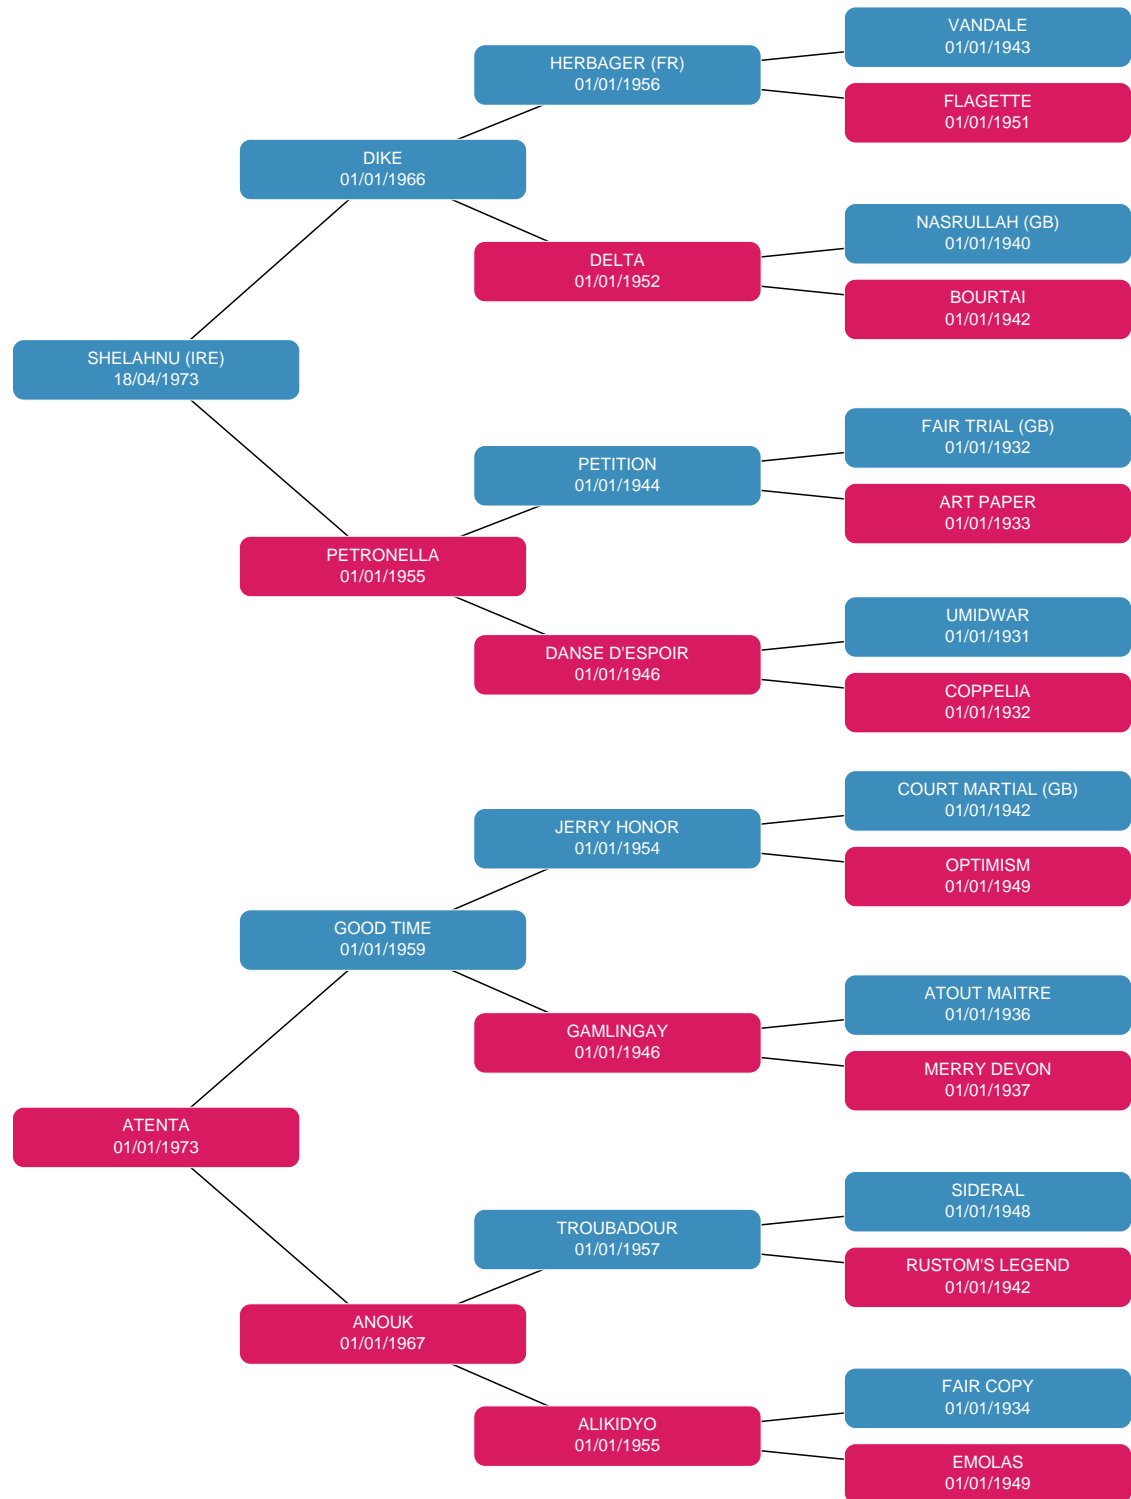 VANDALE
01/01/1943
HERBAGER (FR)
01/01/1956
FLAGETTE
01/01/1951
DIKE
01/01/1966
NASRULLAH (GB)
01/01/1940
DELTA
01/01/1952
BOURTAI
01/01/1942
SHELAHNU (IRE)
18/04/1973
FAIR TRIAL (GB)
01/01/1932
PETITION
01/01/1944
ART PAPER
01/01/1933
PETRONELLA
01/01/1955
UMIDWAR
01/01/1931
DANSE D'ESPOIR
01/01/1946
COPPELIA
01/01/1932
COURT MARTIAL (GB)
01/01/1942
JERRY HONOR
01/01/1954
OPTIMISM
01/01/1949
GOOD TIME
01/01/1959
ATOUT MAITRE
01/01/1936
GAMLINGAY
01/01/1946
MERRY DEVON
01/01/1937
ATENTA
01/01/1973
SIDERAL
01/01/1948
TROUBADOUR
01/01/1957
RUSTOM'S LEGEND
01/01/1942
ANOUK
01/01/1967
FAIR COPY
01/01/1934
ALIKIDYO
01/01/1955
EMOLAS
01/01/1949